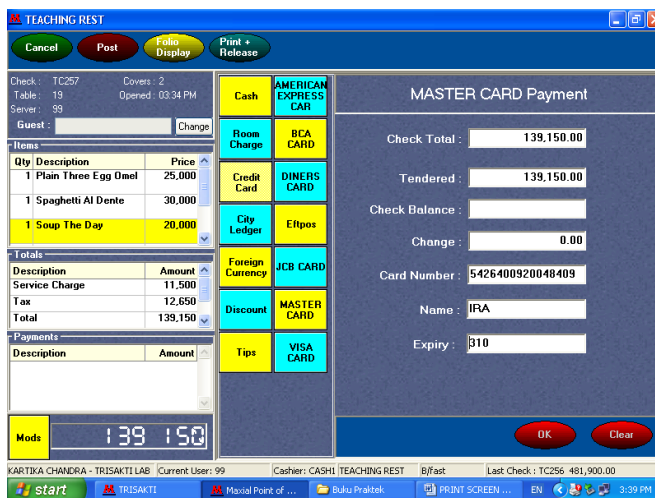 TEACHING REST
Cancel
Post
Folio Display
Print + Release
Check : TC257 Covers : 2
Table : 19 Opened : 03:34 PM
Server : 99
Guest : Change
Items
Qty Description Price
1 Plain Three Egg Omel 25,000
1 Spaghetti Al Dente 30,000
1 Soup The Day 20,000
Totals
Description Amount
Service Charge 11,500
Tax 12,650
Total 139,150
Payments
Description Amount
Mods
139 150
Cash
AMERICAN EXPRESS CAR
Room Charge
BCA CARD
Credit Card
DINERS CARD
City Ledger
Eftpos
Foreign Currency
JCB CARD
Discount
MASTER CARD
Tips
VISA CARD
MASTER CARD Payment
Check Total : 139,150.00
Tendered : 139,150.00
Check Balance :
Change : 0.00
Card Number : 5426400920048409
Name : IRA
Expiry : 310
OK
Clear
KARTIKA CHANDRA - TRISAKTI LAB Current User: 99 Cashier: CASH1 TEACHING REST B/fast Last Check : TC256 481,900.00
start TRISAKTI Maxial Point of ... Buku Praktek PRINT SCREEN ... EN 3:39 PM